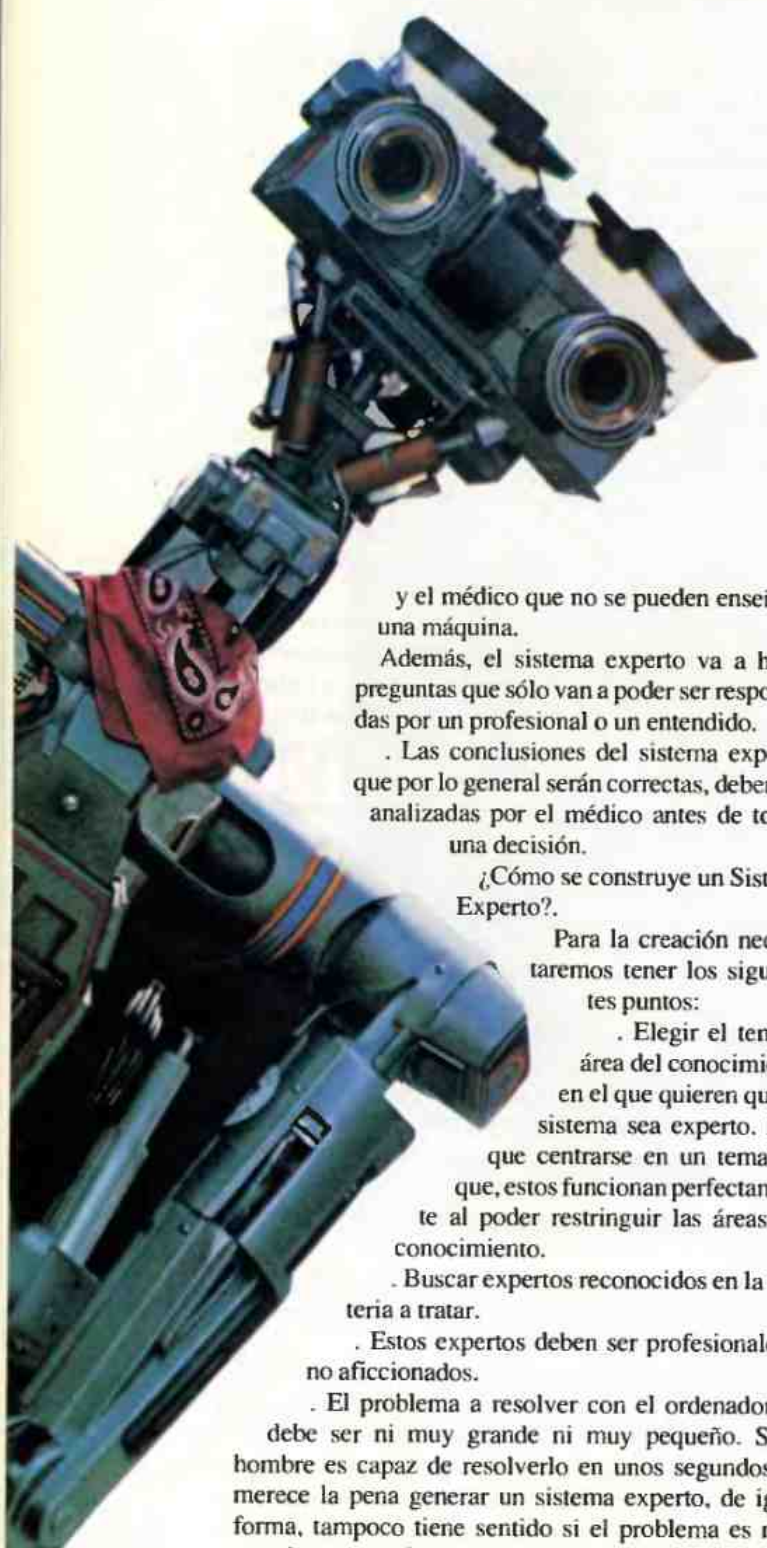 y el médico que no se pueden enseñ
una máquina.
Además, el sistema experto va a h
preguntas que sólo van a poder ser respo
das por un profesional o un entendido.
. Las conclusiones del sistema exp
que por lo general serán correctas, deber
analizadas por el médico antes de to
una decisión.
¿Cómo se construye un Sist
Experto?.
Para la creación nec
taremos tener los sigu
tes puntos:
. Elegir el ten
área del conocimi
en el que quieren qu
sistema sea experto.
que centrarse en un tema
que, estos funcionan perfectan
te al poder restringuir las áreas
conocimiento.
. Buscar expertos reconocidos en la
teria a tratar.
. Estos expertos deben ser profesional
no aficcionados.
. El problema a resolver con el ordenador
debe ser ni muy grande ni muy pequeño. S
hombre es capaz de resolverlo en unos segundos
merece la pena generar un sistema experto, de ig
forma, tampoco tiene sentido si el problema es